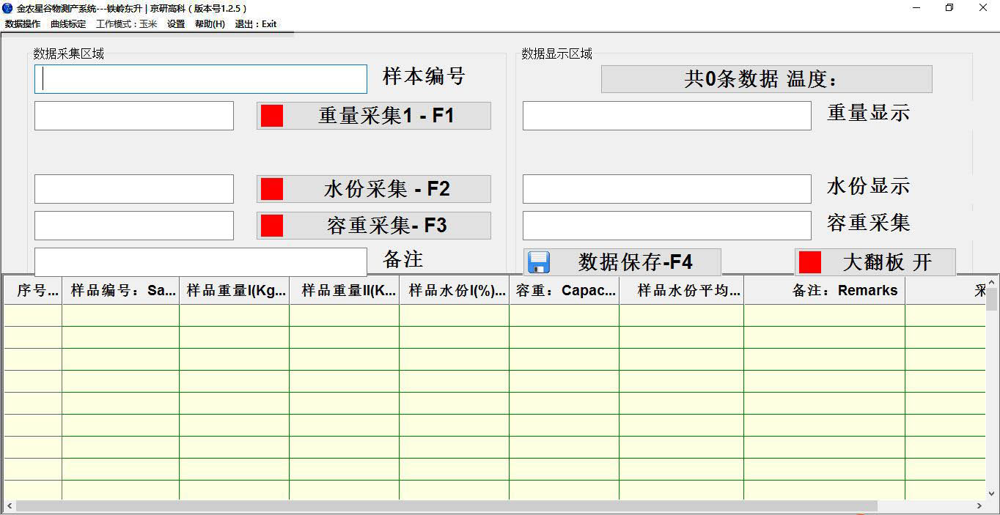 金农星谷物测产系统---铁岭东升 | 京研高科（版本号1.2.5）
数据操作 曲线标定 工作模式：玉米 设置 帮助(H) 退出：Exit
数据采集区域
样本编号
重量采集1 - F1
水份采集 - F2
容重采集- F3
备注
数据显示区域
共0条数据 温度：
重量显示
水份显示
容重采集
数据保存-F4
大翻板 开
序号... 样品编号：Sa... 样品重量I(Kg... 样品重量II(K... 样品水份I(%)... 容重：Capac... 样品水份平均... 备注：Remarks 采